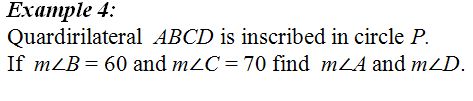 Example 4:
Quardirilateral ABCD is inscribed in circle P.
If m∠B = 60 and m∠C = 70 find m∠A and m∠D.